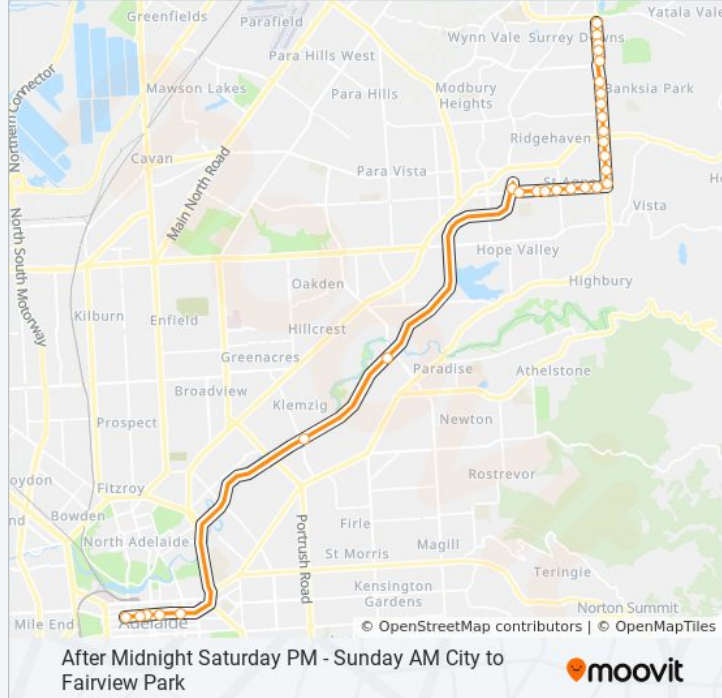 Greenfields
Parafield
Yatala Vale
Wynn Vale
Surrey Downs
Para Hills West
Northern Connector
Mawson Lakes
Para Hills
Modbury
Heights
Banksia Park
Ridgehaven
Cavan
Main North Road
Para Vista
St Agnes
Vista
North South Motorway
Hope Valley
Oakden
Highbury
Kilburn
Enfield
Hillcrest
Greenacres
Paradise
Athelstone
Broadview
Klemzig
Prospect
Newton
Rostrevor
oydon
Fitzroy
Bowden
nd
North Adelaide
Portrush Road
Firle
Magill
St Morris
Teringie
Kensington
Gardens
Norton Summit
Mile End
Adelaide
© OpenStreetMap contributors | © OpenMapTiles
After Midnight Saturday PM - Sunday AM City to
Fairview Park
moovit